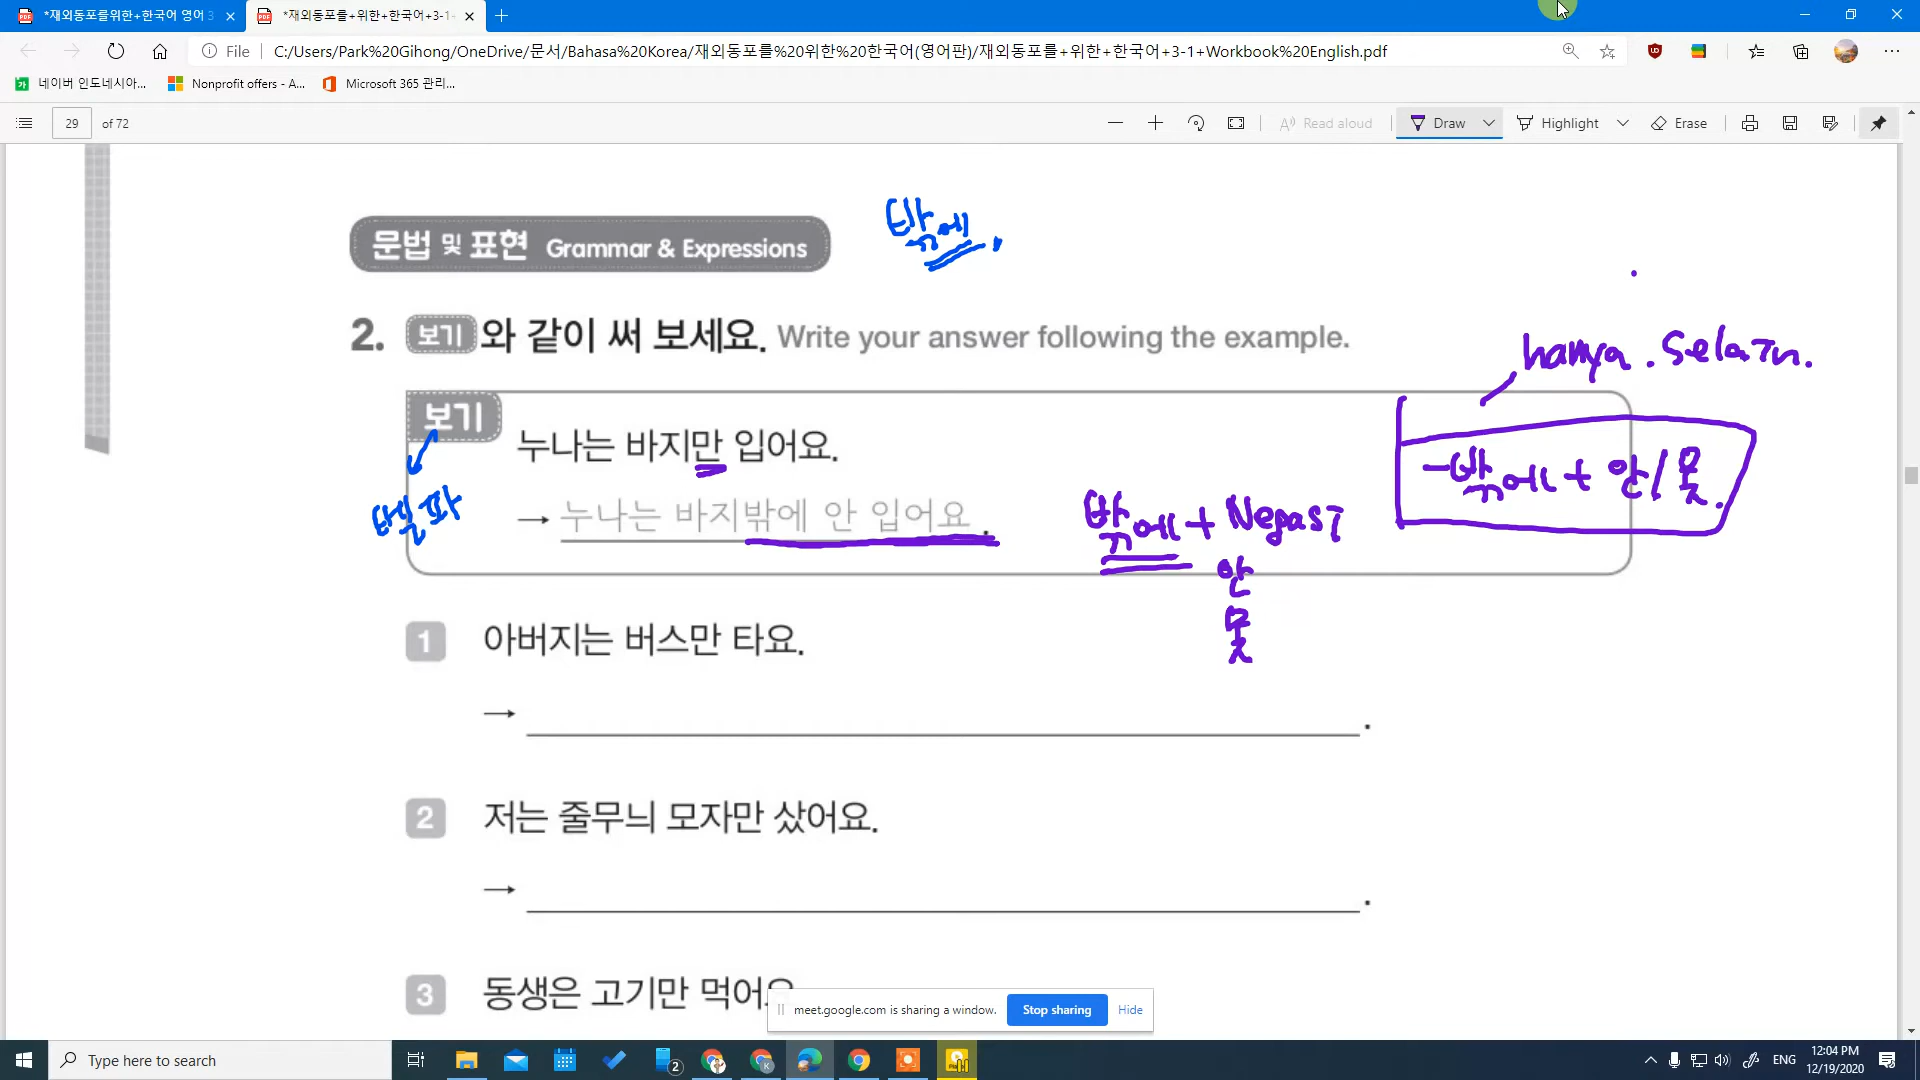 *재외동포를위한+한국어 영어 3
*재외동포를+위한+한국어+3-1+
File C:/Users/Park%20Gihong/OneDrive/문서/Bahasa%20Korea/재외동포를%20위한%20한국어(영어판)/재외동포를+위한+한국어+3-1+Workbook%20English.pdf
네이버 인도네시아... Nonprofit offers - A... Microsoft 365 관리...
29 of 72 Read aloud Draw Highlight Erase
문법 및 표현 Grammar & Expressions
밖에.
2. 보기 와 같이 써 보세요. Write your answer following the example.
hanya. Selain.
보기
누나는 바지만 입어요.
-밖에 + 안/못.
→ 누나는 바지밖에 안 입어요.
밖에 + Negasi
안
못
1 아버지는 버스만 타요.
→ .
2 저는 줄무늬 모자만 샀어요.
→ .
3 동생은 고기만 먹어요
meet.google.com is sharing a window. Stop sharing Hide
Type here to search
2
K
ENG
12:04 PM
12/19/2020